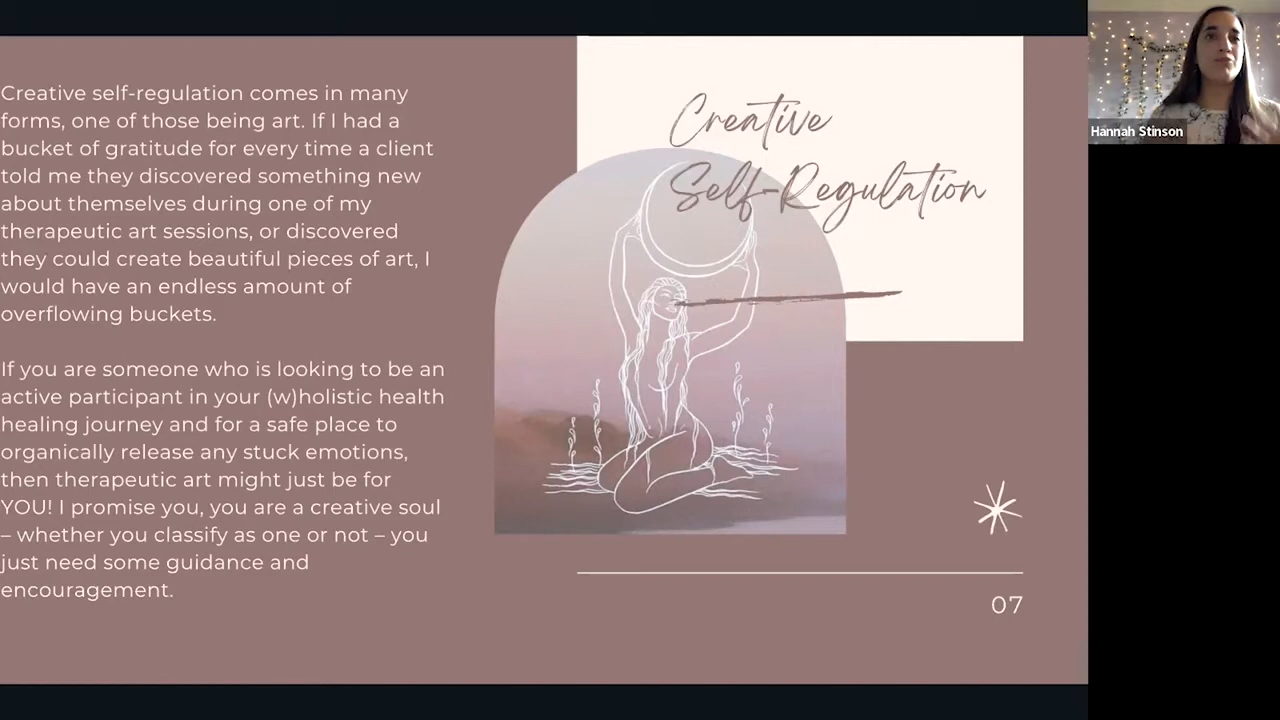 Creative self-regulation comes in many
forms, one of those being art. If I had a
bucket of gratitude for every time a client
told me they discovered something new
about themselves during one of my
therapeutic art sessions, or discovered
they could create beautiful pieces of art, I
would have an endless amount of
overflowing buckets.
If you are someone who is looking to be an
active participant in your (w)holistic health
healing journey and for a safe place to
organically release any stuck emotions,
then therapeutic art might just be for
YOU! I promise you, you are a creative soul
– whether you classify as one or not – you
just need some guidance and
encouragement.
Creative
Self-Regulation
07
Hannah Stinson